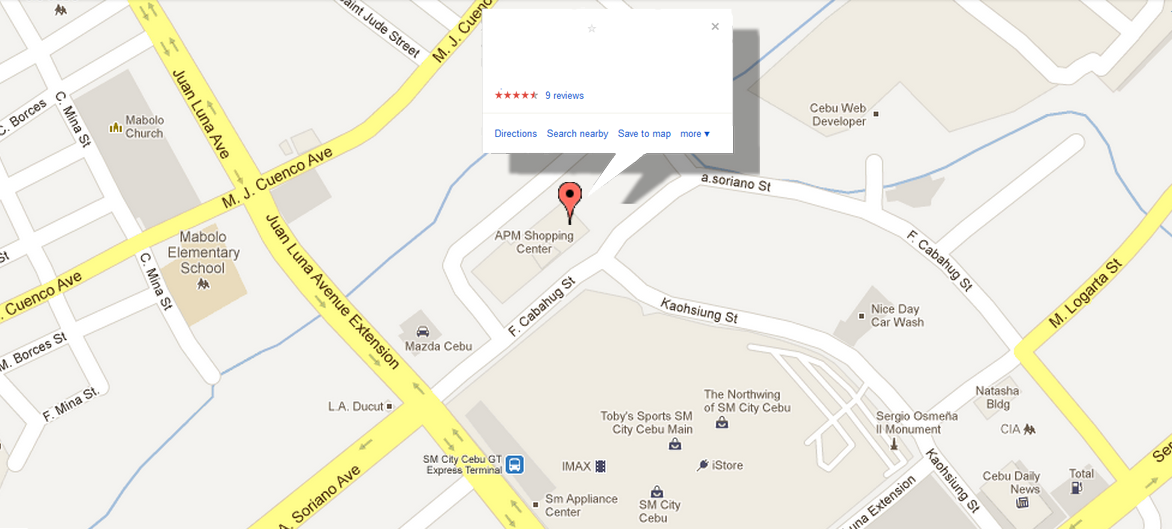 aint Jude Street
M. J. Cuenco
☆
×
9 reviews
Directions Search nearby Save to map more ▾
Juan Luna Ave
C. Borces
C. Mina St
Mabolo
Church
Cebu Web
Developer
M. J. Cuenco Ave
a.soriano St
Mabolo
Elementary
School
APM Shopping
Center
F. Cabahug St
C. Mina St
St
. Cuenco Ave
Juan Luna Avenue Extension
F. Cabahug St
Kaohsiung St
Nice Day
Car Wash
M. Logarta St
M. Borces St
Mazda Cebu
F. Mina St.
L.A. Ducut
The Northwing
of SM City Cebu
Toby's Sports SM
City Cebu Main
Natasha
Bldg
CIA
Sergio Osmeña
II Monument
SM City Cebu GT
Express Terminal
IMAX
iStore
A. Soriano Ave
Sm Appliance
Center
SM City
Cebu
Kaohsiung St
una Extension
Cebu Daily
News
Total
Ser